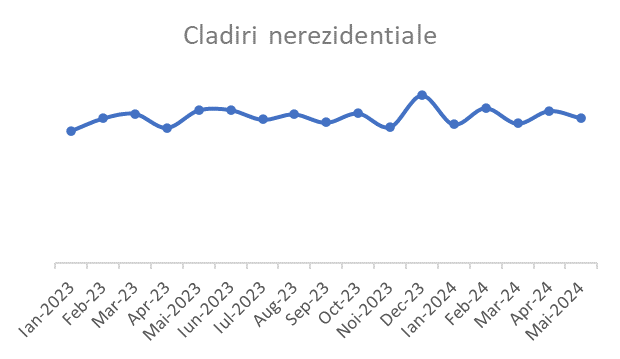 Cladiri nerezidentiale
Ian-2023
Feb-23
Mar-23
Apr-23
Mai-2023
Iun-2023
Iul-2023
Aug-23
Sep-23
Oct-23
Noi-2023
Dec-23
Ian-2024
Feb-24
Mar-24
Apr-24
Mai-2024